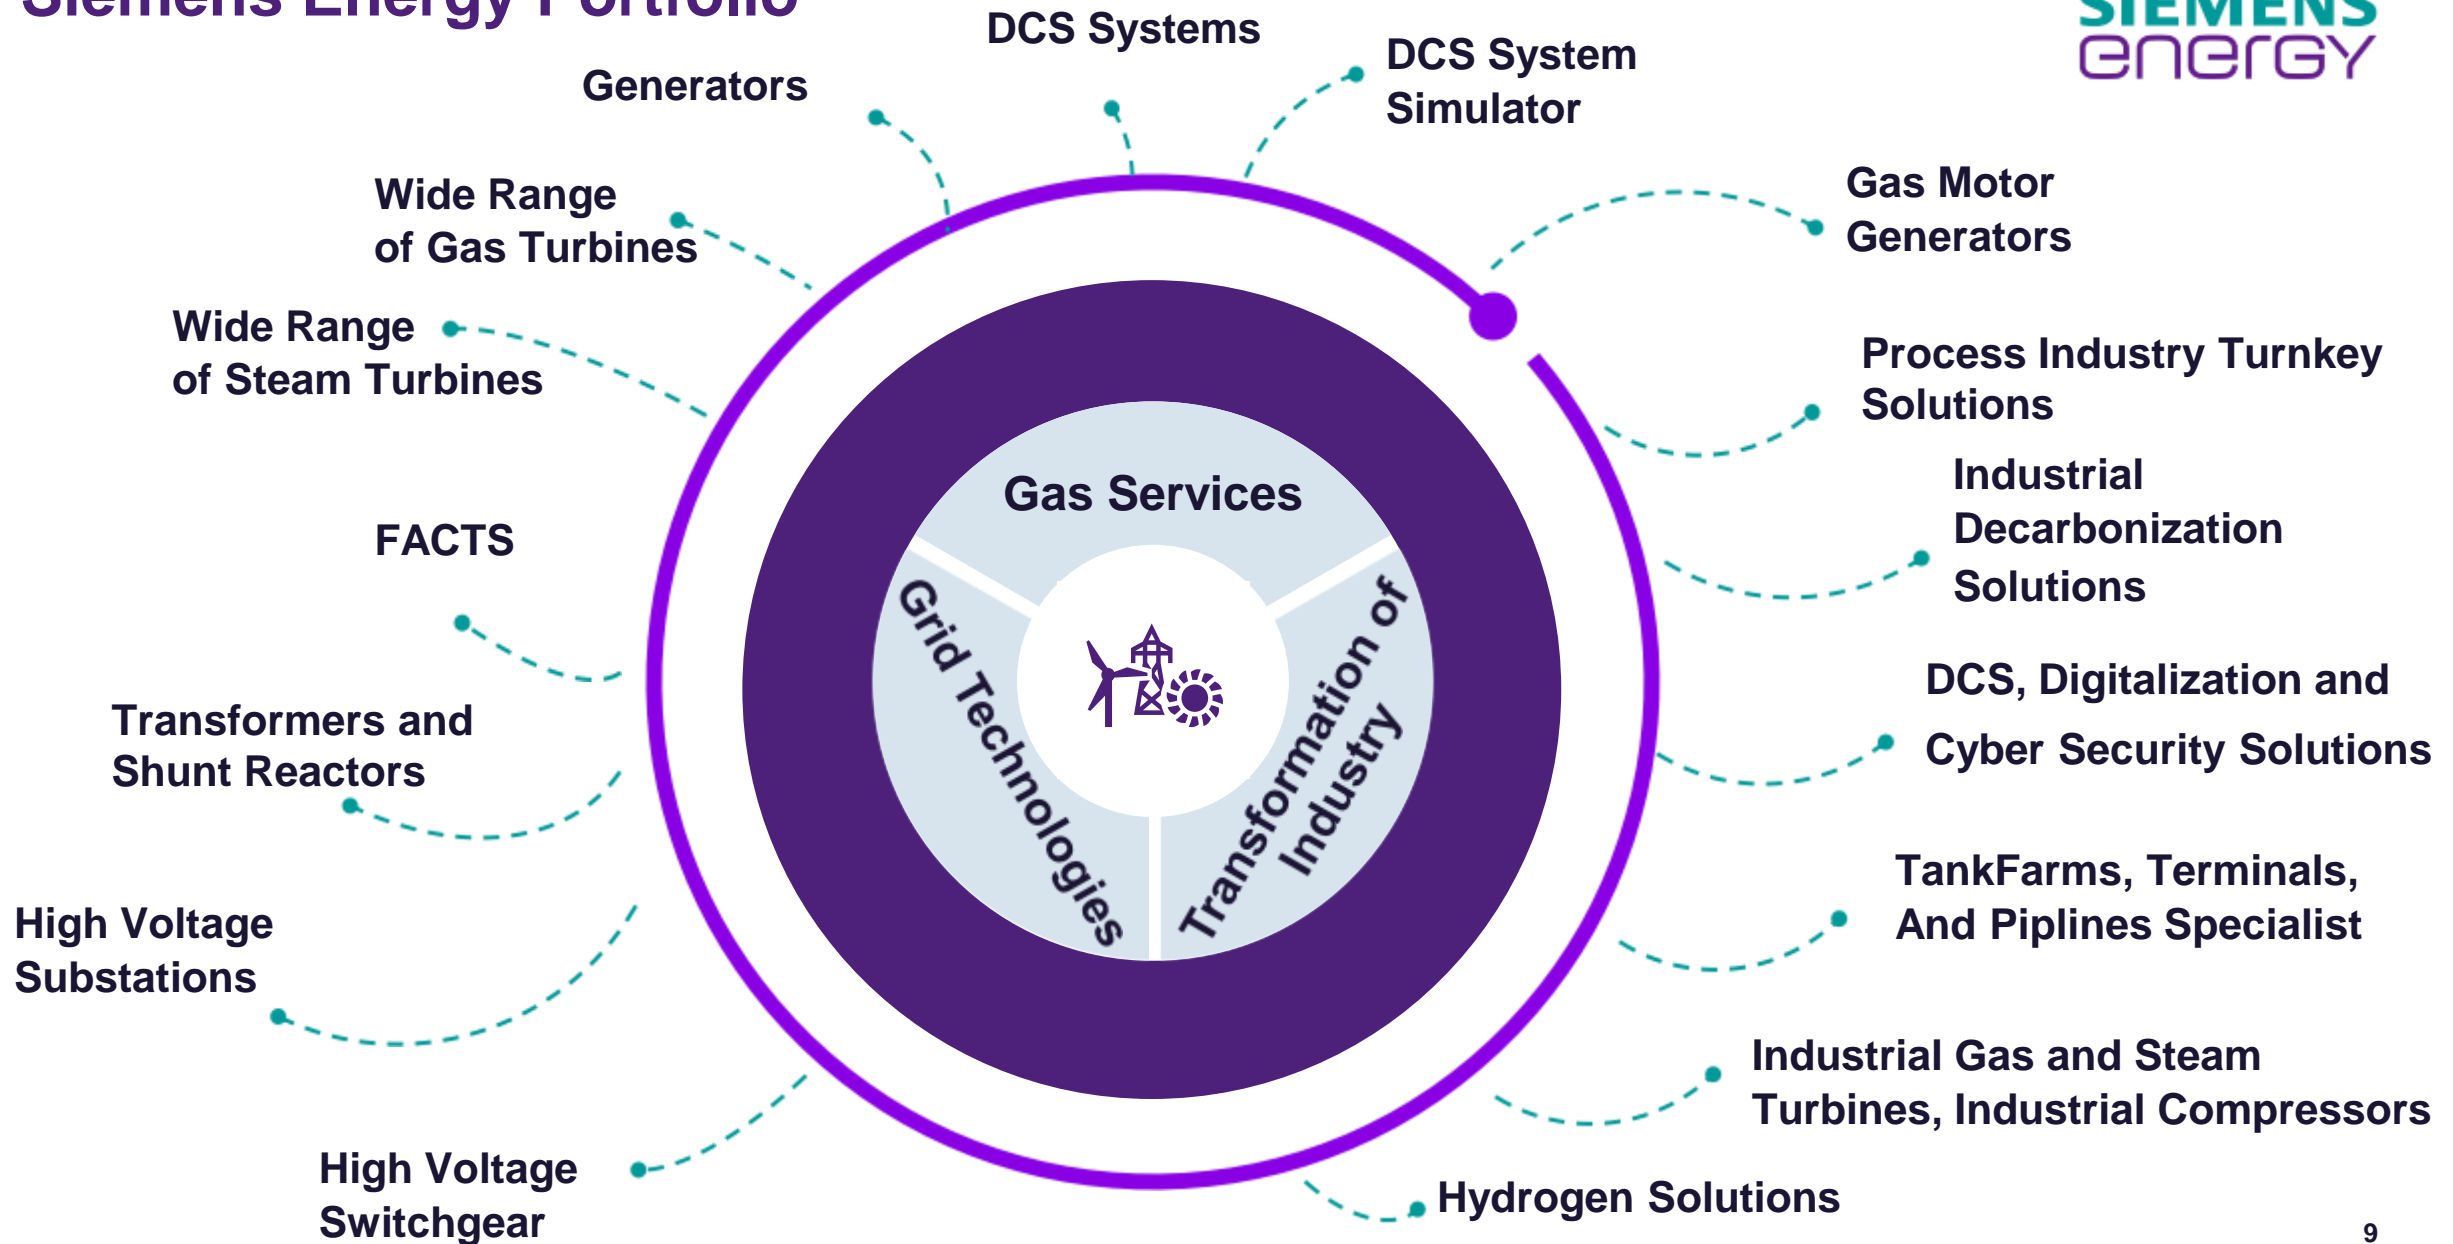 Siemens Energy Portfolio
SIEMENS
energy
DCS Systems
DCS System
Simulator
Generators
Gas Motor
Generators
Wide Range
of Gas Turbines
Wide Range
of Steam Turbines
Process Industry Turnkey
Solutions
Industrial
Decarbonization
Solutions
Gas Services
FACTS
Grid Technologies
Transformation of
Industry
DCS, Digitalization and
Cyber Security Solutions
Transformers and
Shunt Reactors
TankFarms, Terminals,
And Piplines Specialist
High Voltage
Substations
Industrial Gas and Steam
Turbines, Industrial Compressors
High Voltage
Switchgear
Hydrogen Solutions
9